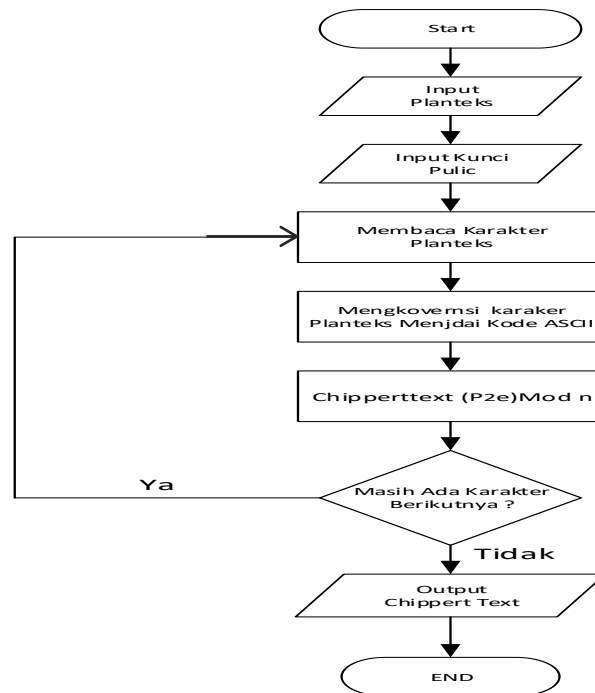 Start
Input
Planteks
Input Kunci
Pulic
Membaca Karakter
Planteks
Mengkovernsi karaker
Planteks Menjdai Kode ASCII
Chipperttext (P2e)Mod n
Masih Ada Karakter
Berikutnya ?
Ya
Tidak
Output
Chippert Text
END